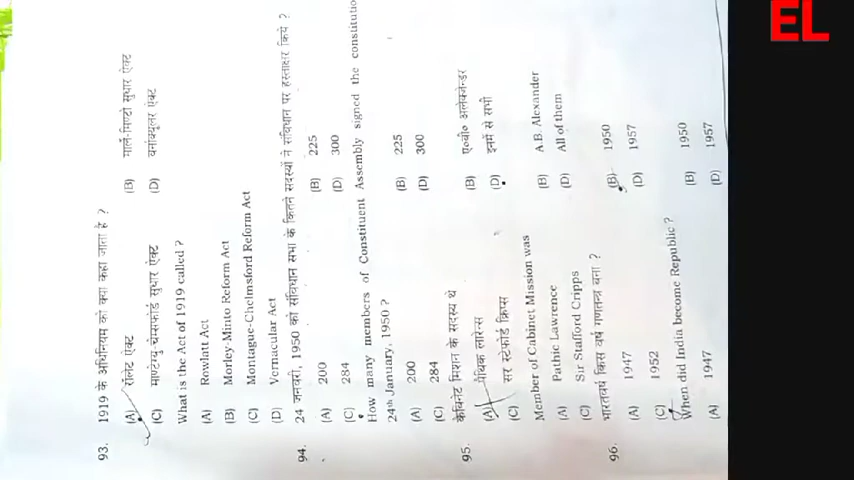 EL
93. 1919 के अधिनियम को क्या कहा जाता है ?
(A) रॉलेट ऐक्ट (B) मार्ले-मिण्टो सुधार ऐक्ट
(C) माण्टेग्यू-चेम्सफोर्ड सुधार ऐक्ट (D) वर्नाक्यूलर ऐक्ट
What is the Act of 1919 called ?
(A) Rowlatt Act
(B) Morley-Minto Reform Act
(C) Montague-Chelmsford Reform Act
(D) Vernacular Act
94. 24 जनवरी, 1950 को संविधान सभा के कितने सदस्यों ने संविधान पर हस्ताक्षर किये ?
(A) 200 (B) 225
(C) 284 (D) 300
How many members of Constituent Assembly signed the constitutio
24th January, 1950 ?
(A) 200 (B) 225
(C) 284 (D) 300
95. केबिनेट मिशन के सदस्य थे
(A) पैथिक लारेन्स (B) ए०वी० अलेक्जेन्डर
(C) सर स्टेफोर्ड क्रिप्स (D) इनमें से सभी
Member of Cabinet Mission was
(A) Pathic Lawrence (B) A.B. Alexander
(C) Sir Stafford Cripps (D) All of them
96. भारतवर्ष किस वर्ष गणतन्त्र बना ?
(A) 1947 (B) 1950
(C) 1952 (D) 1957
When did India become Republic ?
(A) 1947 (B) 1950
(D) 1957